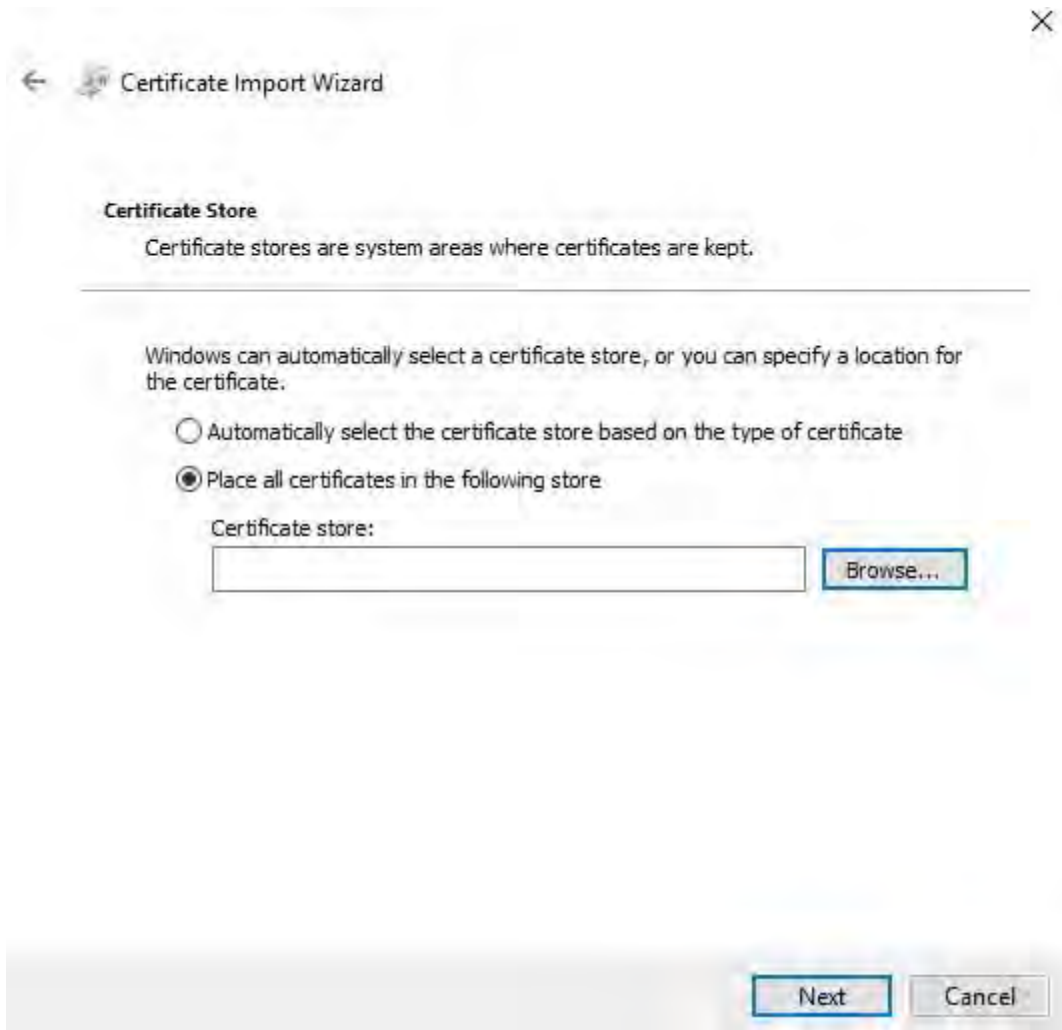 Certificate Import Wizard
Certificate Store
Certificate stores are system areas where certificates are kept.
Windows can automatically select a certificate store, or you can specify a location for
the certificate.
Automatically select the certificate store based on the type of certificate
Place all certificates in the following store
Certificate store:
Browse...
Next Cancel